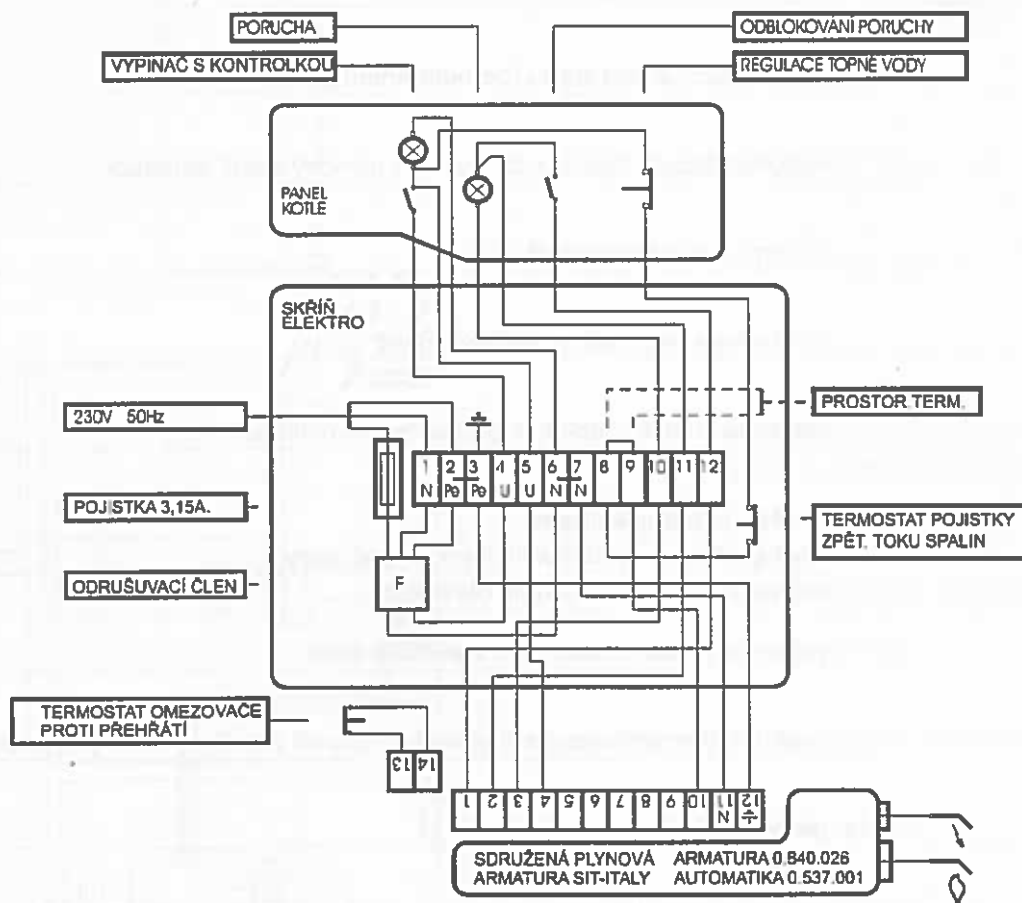 PORUCHA
ODBLOKOVÁNÍ PORUCHY
VYPÍNAČ S KONTROLKOU
REGULACE TOPNÉ VODY
PANEL
KOTLE
SKŘÍŇ
ELEKTRO
230V 50Hz
PROSTOR TERM.
1 2 3 4 5 6 7 8 9 10 11 12
N Pe Pe U U N N
POJISTKA 3,15A.
TERMOSTAT POJISTKY
ZPĚT. TOKU SPALIN
ODRUŠUVACÍ ČLEN
F
TERMOSTAT OMEZOVAČE
PROTI PŘEHŘÁTÍ
13 14
1 2 3 4 5 6 7 8 9 10 11 12
N
SDRUŽENÁ PLYNOVÁ ARMATURA 0.840.026
ARMATURA SIT-ITALY AUTOMATIKA 0.537.001